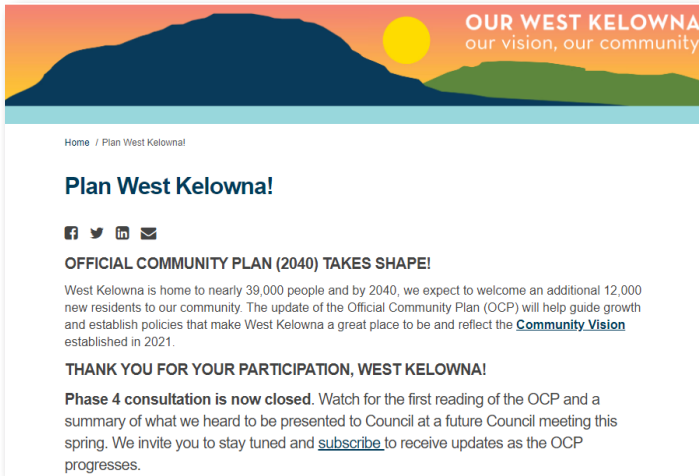 OUR WEST KELOWNA
our vision, our community
Home / Plan West Kelowna!
Plan West Kelowna!
OFFICIAL COMMUNITY PLAN (2040) TAKES SHAPE!
West Kelowna is home to nearly 39,000 people and by 2040, we expect to welcome an additional 12,000
new residents to our community. The update of the Official Community Plan (OCP) will help guide growth
and establish policies that make West Kelowna a great place to be and reflect the Community Vision
established in 2021.
THANK YOU FOR YOUR PARTICIPATION, WEST KELOWNA!
Phase 4 consultation is now closed. Watch for the first reading of the OCP and a
summary of what we heard to be presented to Council at a future Council meeting this
spring. We invite you to stay tuned and subscribe to receive updates as the OCP
progresses.